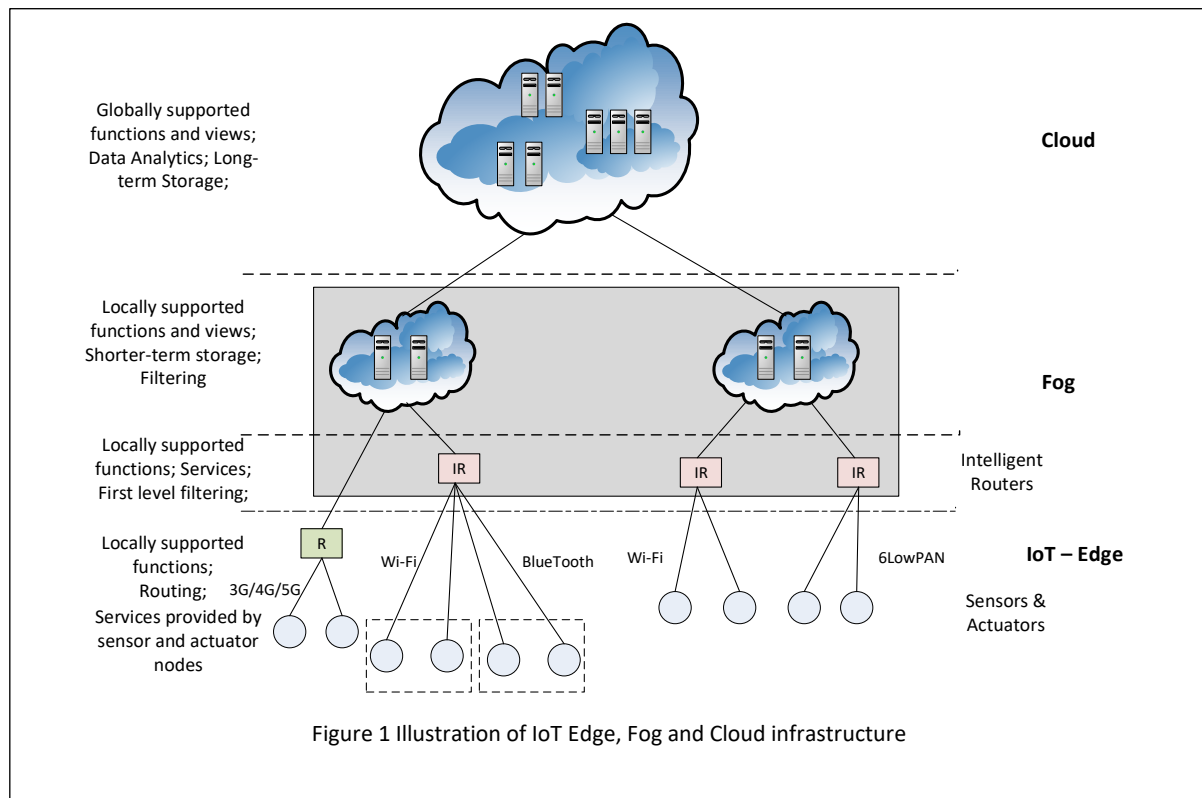 Globally supported
functions and views;
Data Analytics; Long-
term Storage;
Cloud
Locally supported
functions and views;
Shorter-term storage;
Filtering
Fog
Locally supported
functions; Services;
First level filtering;
IR
IR
IR
Intelligent
Routers
R
Locally supported
functions;
Routing;
3G/4G/5G
Wi-Fi
BlueTooth
Wi-Fi
6LowPAN
IoT – Edge
Services provided by
sensor and actuator
nodes
Sensors &
Actuators
Figure 1 Illustration of IoT Edge, Fog and Cloud infrastructure